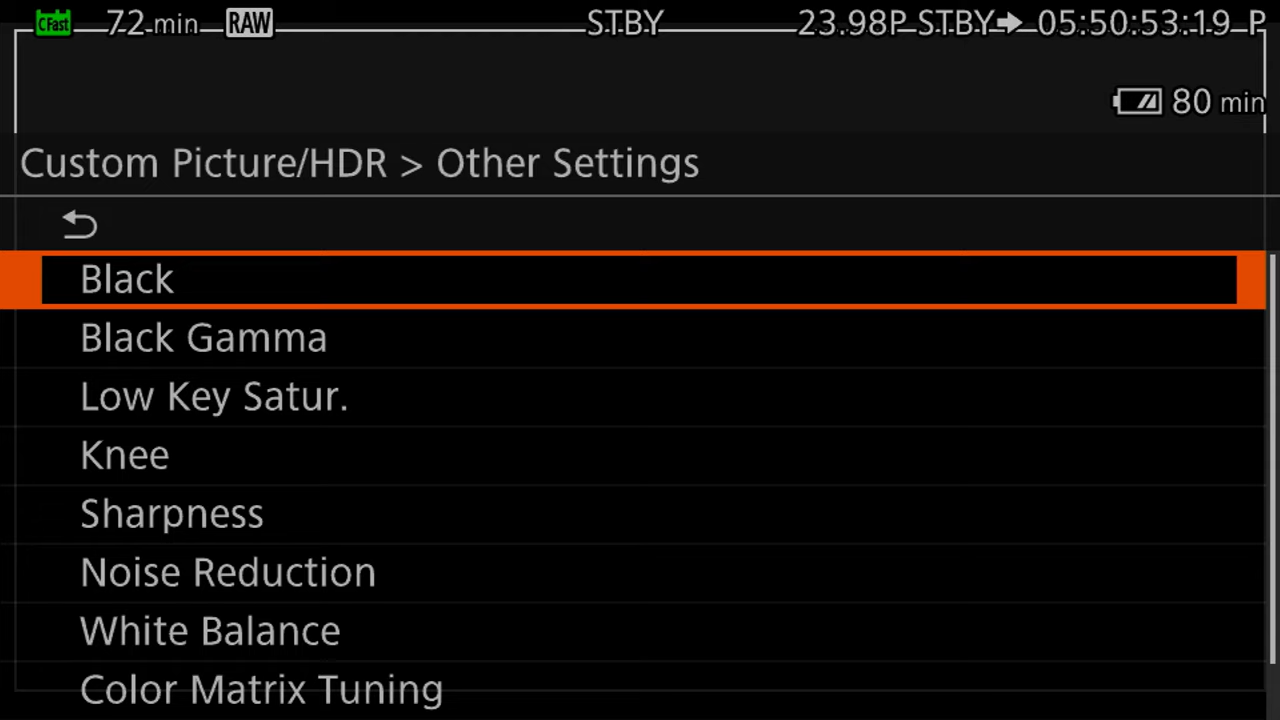 CFast 72 min RAW STBY 23.98P STBY 05:50:53:19 P
80 min
Custom Picture/HDR > Other Settings
Black
Black Gamma
Low Key Satur.
Knee
Sharpness
Noise Reduction
White Balance
Color Matrix Tuning